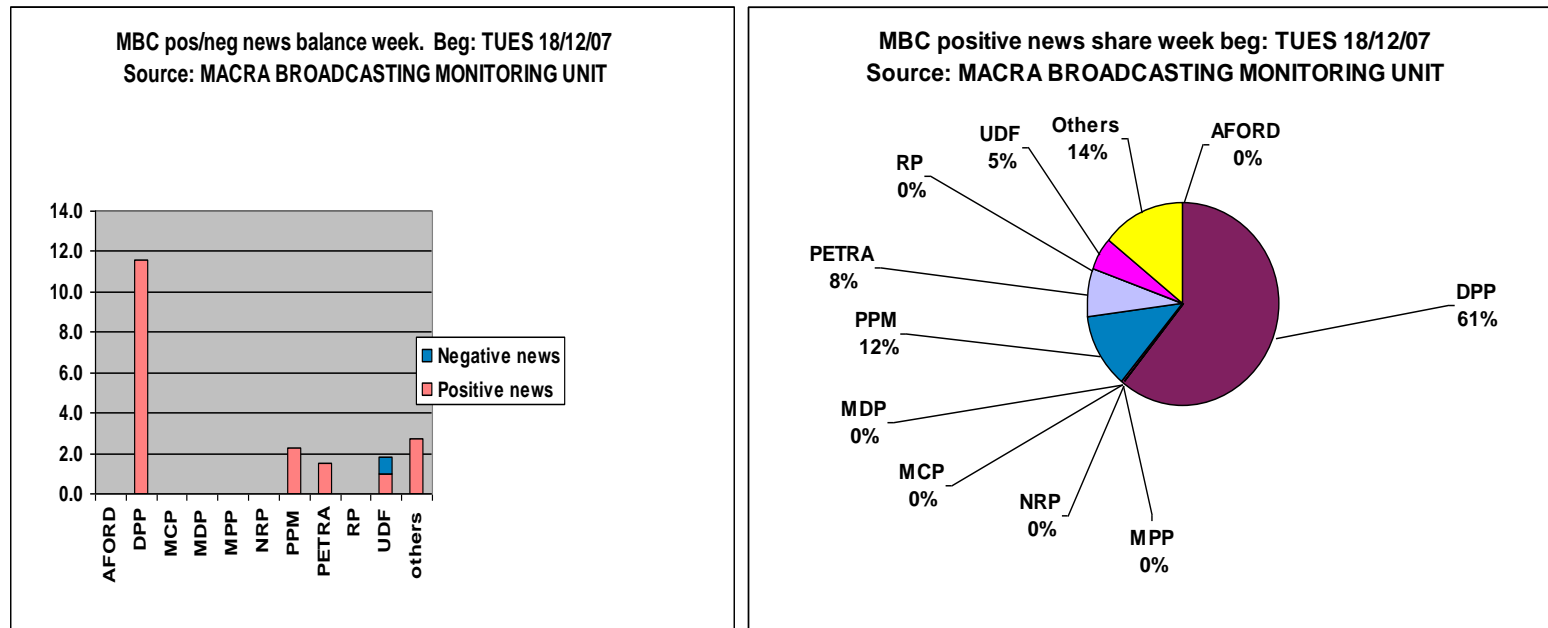 MBC pos/neg news balance week. Beg: TUES 18/12/07
Source: MACRA BROADCASTING MONITORING UNIT
14.0
12.0
10.0
8.0
6.0
4.0
2.0
0.0
AFORD
DPP
MCP
MDP
MPP
NRP
PPM
PETRA
RP
UDF
others
Negative news
Positive news
MBC positive news share week beg: TUES 18/12/07
Source: MACRA BROADCASTING MONITORING UNIT
AFORD
0%
DPP
61%
MPP
0%
NRP
0%
MCP
0%
MDP
0%
PPM
12%
PETRA
8%
RP
0%
UDF
5%
Others
14%